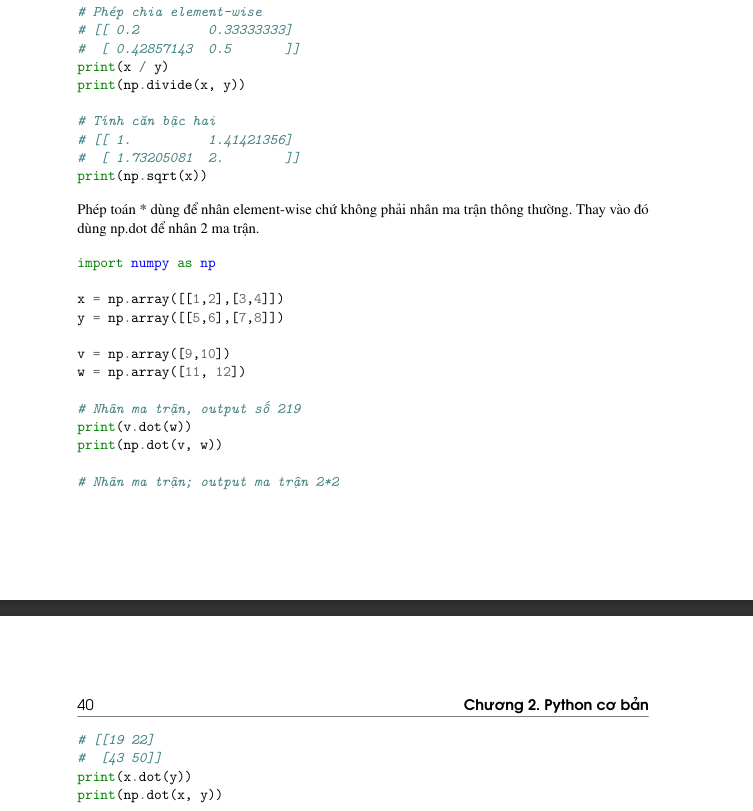 # Phép chia element-wise
# [[ 0.2         0.33333333]
#  [ 0.42857143  0.5       ]]
print(x / y)
print(np.divide(x, y))
# Tính căn bậc hai
# [[ 1.          1.41421356]
#  [ 1.73205081  2.        ]]
print(np.sqrt(x))
Phép toán * dùng để nhân element-wise chứ không phải nhân ma trận thông thường. Thay vào đó
dùng np.dot để nhân 2 ma trận.
import numpy as np
x = np.array([[1,2],[3,4]])
y = np.array([[5,6],[7,8]])
v = np.array([9,10])
w = np.array([11, 12])
# Nhân ma trận, output số 219
print(v.dot(w))
print(np.dot(v, w))
# Nhân ma trận; output ma trận 2*2
40 Chương 2. Python cơ bản
# [[19 22]
#  [43 50]]
print(x.dot(y))
print(np.dot(x, y))